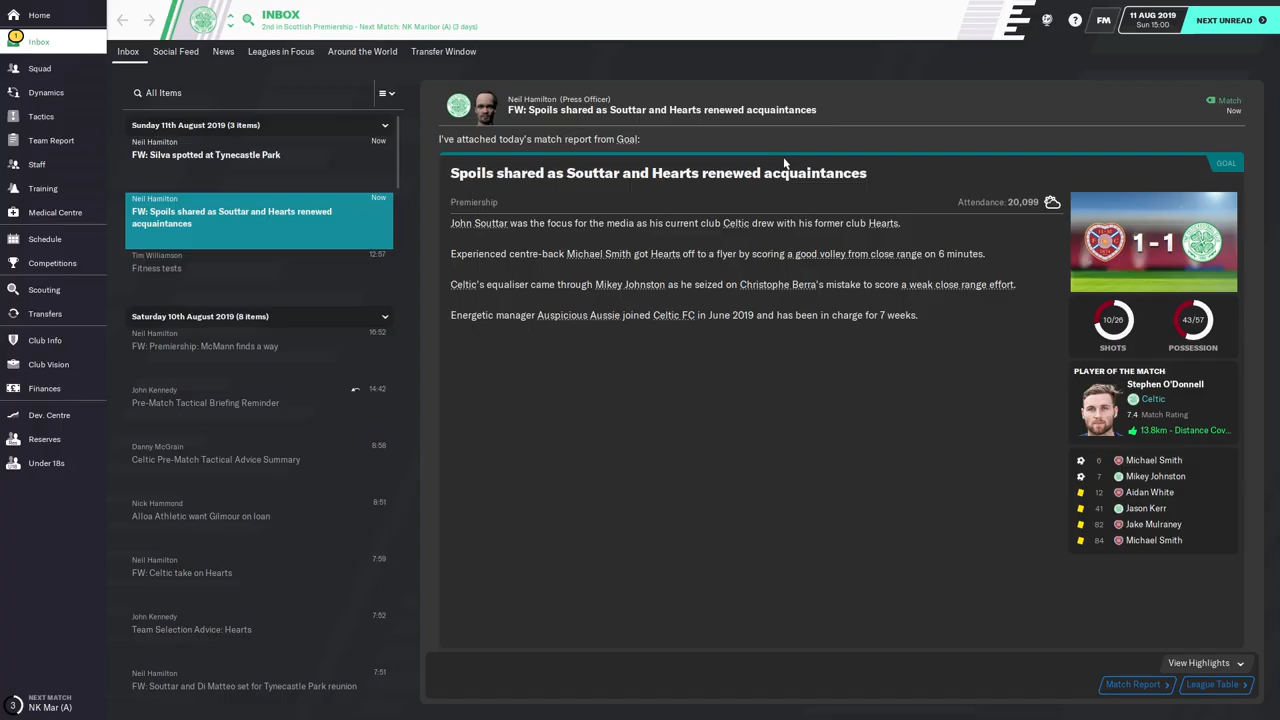 Home
1
Inbox
Squad
Dynamics
Tactics
Team Report
Staff
Training
Medical Centre
Schedule
Competitions
Scouting
Transfers
Club Info
Club Vision
Finances
Dev. Centre
Reserves
Under 18s
3
NEXT MATCH
NK Mar (A)
INBOX
2nd in Scottish Premiership - Next Match: NK Maribor (A) (3 days)
?
FM
11 AUG 2019
Sun 15:00
NEXT UNREAD
Inbox
Social Feed
News
Leagues in Focus
Around the World
Transfer Window
All Items
Sunday 11th August 2019 (3 items)
Neil Hamilton
Now
FW: Silva spotted at Tynecastle Park
Neil Hamilton
Now
FW: Spoils shared as Souttar and Hearts renewed
acquaintances
Tim Williamson
12:57
Fitness tests
Saturday 10th August 2019 (8 items)
Neil Hamilton
16:52
FW: Premiership: McMann finds a way
John Kennedy
14:42
Pre-Match Tactical Briefing Reminder
Danny McGrain
8:58
Celtic Pre-Match Tactical Advice Summary
Nick Hammond
8:51
Alloa Athletic want Gilmour on loan
Neil Hamilton
7:59
FW: Celtic take on Hearts
John Kennedy
7:52
Team Selection Advice: Hearts
Neil Hamilton
7:51
FW: Souttar and Di Matteo set for Tynecastle Park reunion
Neil Hamilton (Press Officer)
FW: Spoils shared as Souttar and Hearts renewed acquaintances
Match
Now
I've attached today's match report from Goal:
GOAL
Spoils shared as Souttar and Hearts renewed acquaintances
Premiership
Attendance: 20,099
John Souttar was the focus for the media as his current club Celtic drew with his former club Hearts.
Experienced centre-back Michael Smith got Hearts off to a flyer by scoring a good volley from close range on 6 minutes.
Celtic's equaliser came through Mikey Johnston as he seized on Christophe Berra's mistake to score a weak close range effort.
Energetic manager Auspicious Aussie joined Celtic FC in June 2019 and has been in charge for 7 weeks.
1-1
10/26
SHOTS
43/57
POSSESSION
PLAYER OF THE MATCH
Stephen O'Donnell
Celtic
7.4 Match Rating
13.8km - Distance Cov...
6 Michael Smith
7 Mikey Johnston
12 Aidan White
41 Jason Kerr
82 Jake Mulraney
84 Michael Smith
View Highlights
Match Report
League Table